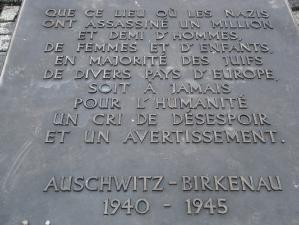 QUE CE LIEU OÙ LES NAZIS
ONT ASSASSINÉ UN MILLION
ET DEMI D'HOMMES,
DE FEMMES ET D'ENFANTS,
EN MAJORITÉ DES JUIFS
DE DIVERS PAYS D'EUROPE,
SOIT À JAMAIS
POUR L'HUMANITÉ
UN CRI DE DÉSESPOIR
ET UN AVERTISSEMENT.
AUSCHWITZ-BIRKENAU
1940 - 1945